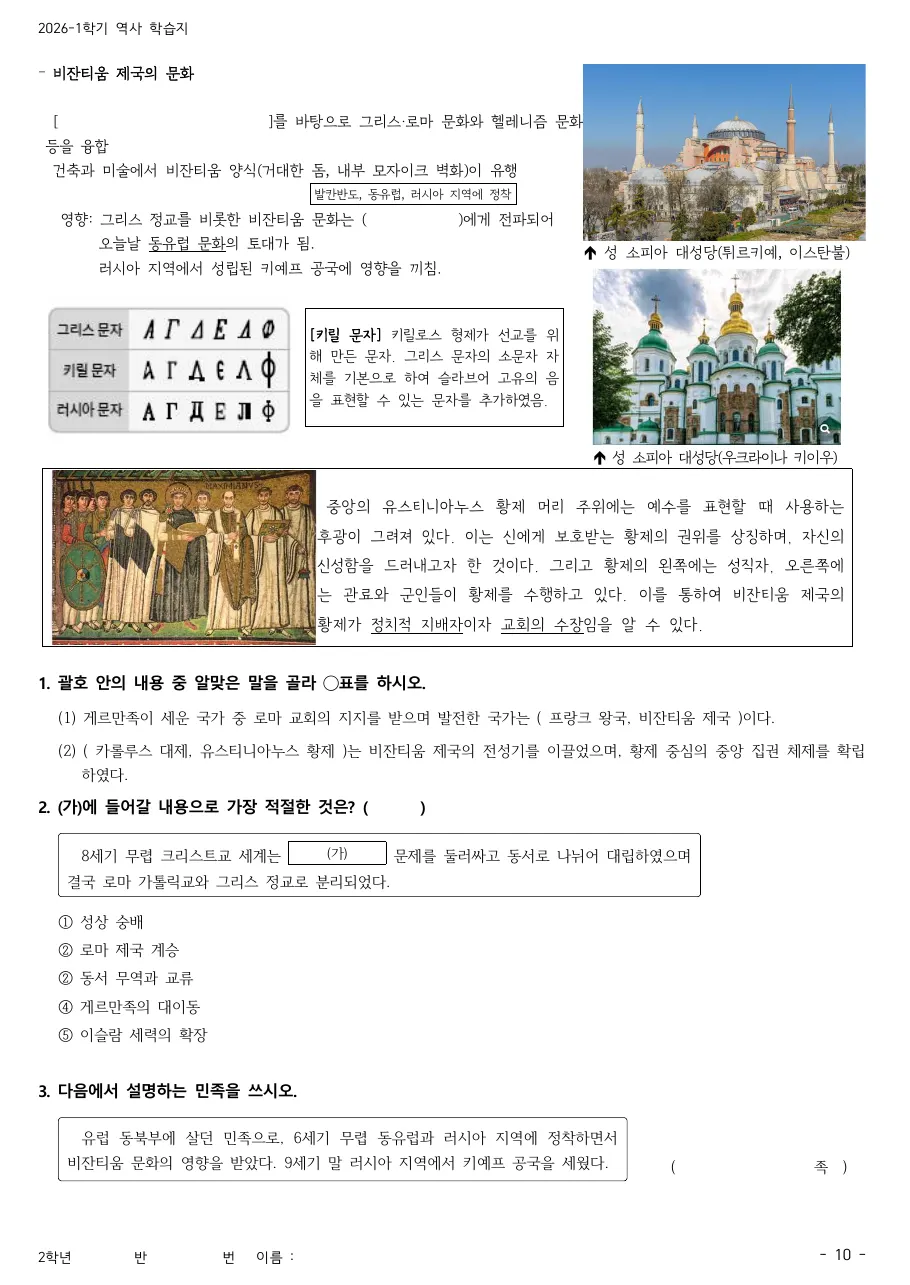 2026-1학기 역사 학습지
- 비잔티움 제국의 문화
[                    ]를 바탕으로 그리스·로마 문화와 헬레니즘 문화
등을 융합
건축과 미술에서 비잔티움 양식(거대한 돔, 내부 모자이크 벽화)이 유행
발칸반도, 동유럽, 러시아 지역에 정착
영향: 그리스 정교를 비롯한 비잔티움 문화는 (          )에게 전파되어
오늘날 동유럽 문화의 토대가 됨.
러시아 지역에서 성립된 키예프 공국에 영향을 끼침.
🡹 성 소피아 대성당(튀르키예, 이스탄불)
그리스 문자 Α Γ Δ Ε Λ Φ
키릴 문자 А Г Д Є Л Ф
러시아 문자 А Г Д Е Л Ф
[키릴 문자] 키릴로스 형제가 선교를 위
해 만든 문자. 그리스 문자의 소문자 자
체를 기본으로 하여 슬라브어 고유의 음
을 표현할 수 있는 문자를 추가하였음.
🡹 성 소피아 대성당(우크라이나 키이우)
MAXIMIANVS
중앙의 유스티니아누스 황제 머리 주위에는 예수를 표현할 때 사용하는
후광이 그려져 있다. 이는 신에게 보호받는 황제의 권위를 상징하며, 자신의
신성함을 드러내고자 한 것이다. 그리고 황제의 왼쪽에는 성직자, 오른쪽에
는 관료와 군인들이 황제를 수행하고 있다. 이를 통하여 비잔티움 제국의
황제가 정치적 지배자이자 교회의 수장임을 알 수 있다.
1. 괄호 안의 내용 중 알맞은 말을 골라 ◯표를 하시오.
(1) 게르만족이 세운 국가 중 로마 교회의 지지를 받으며 발전한 국가는 ( 프랑크 왕국, 비잔티움 제국 )이다.
(2) ( 카롤루스 대제, 유스티니아누스 황제 )는 비잔티움 제국의 전성기를 이끌었으며, 황제 중심의 중앙 집권 체제를 확립
하였다.
2. (가)에 들어갈 내용으로 가장 적절한 것은? (      )
8세기 무렵 크리스트교 세계는 (가) 문제를 둘러싸고 동서로 나뉘어 대립하였으며
결국 로마 가톨릭교와 그리스 정교로 분리되었다.
① 성상 숭배
② 로마 제국 계승
② 동서 무역과 교류
④ 게르만족의 대이동
⑤ 이슬람 세력의 확장
3. 다음에서 설명하는 민족을 쓰시오.
유럽 동북부에 살던 민족으로, 6세기 무렵 동유럽과 러시아 지역에 정착하면서
비잔티움 문화의 영향을 받았다. 9세기 말 러시아 지역에서 키예프 공국을 세웠다.
(               족 )
2학년      반      번  이름 :
- 10 -